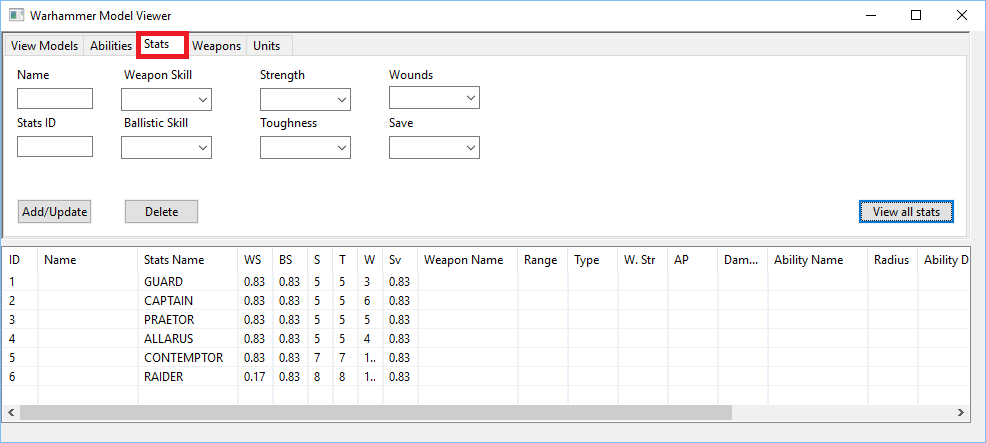 Warhammer Model Viewer
View Models Abilities Stats Weapons Units
Name Weapon Skill Strength Wounds
Stats ID Ballistic Skill Toughness Save
Add/Update Delete View all stats
ID Name Stats Name WS BS S T W Sv Weapon Name Range Type W. Str AP Dam... Ability Name Radius Ability D
1 GUARD 0.83 0.83 5 5 3 0.83
2 CAPTAIN 0.83 0.83 5 5 6 0.83
3 PRAETOR 0.83 0.83 5 5 5 0.83
4 ALLARUS 0.83 0.83 5 5 4 0.83
5 CONTEMPTOR 0.83 0.83 7 7 1.. 0.83
6 RAIDER 0.17 0.83 8 8 1.. 0.83